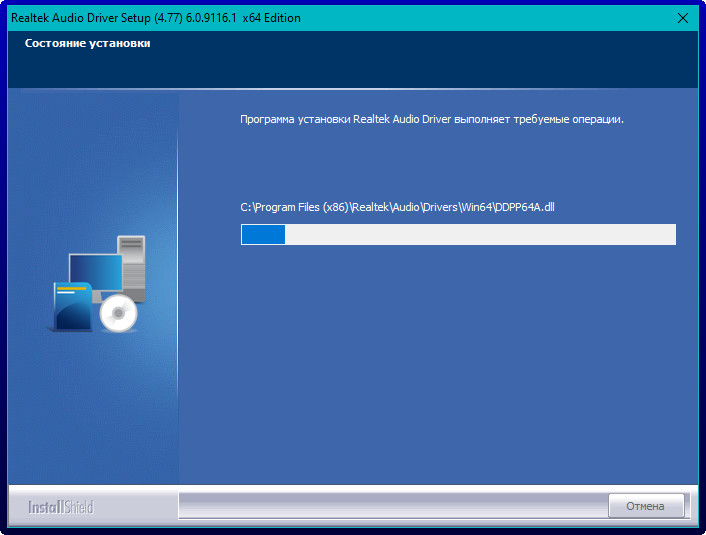 Realtek Audio Driver Setup (4.77) 6.0.9116.1 x64 Edition
Состояние установки
Программа установки Realtek Audio Driver выполняет требуемые операции.
C:\Program Files (x86)\Realtek\Audio\Drivers\Win64\DDPP64A.dll
InstallShield
Отмена